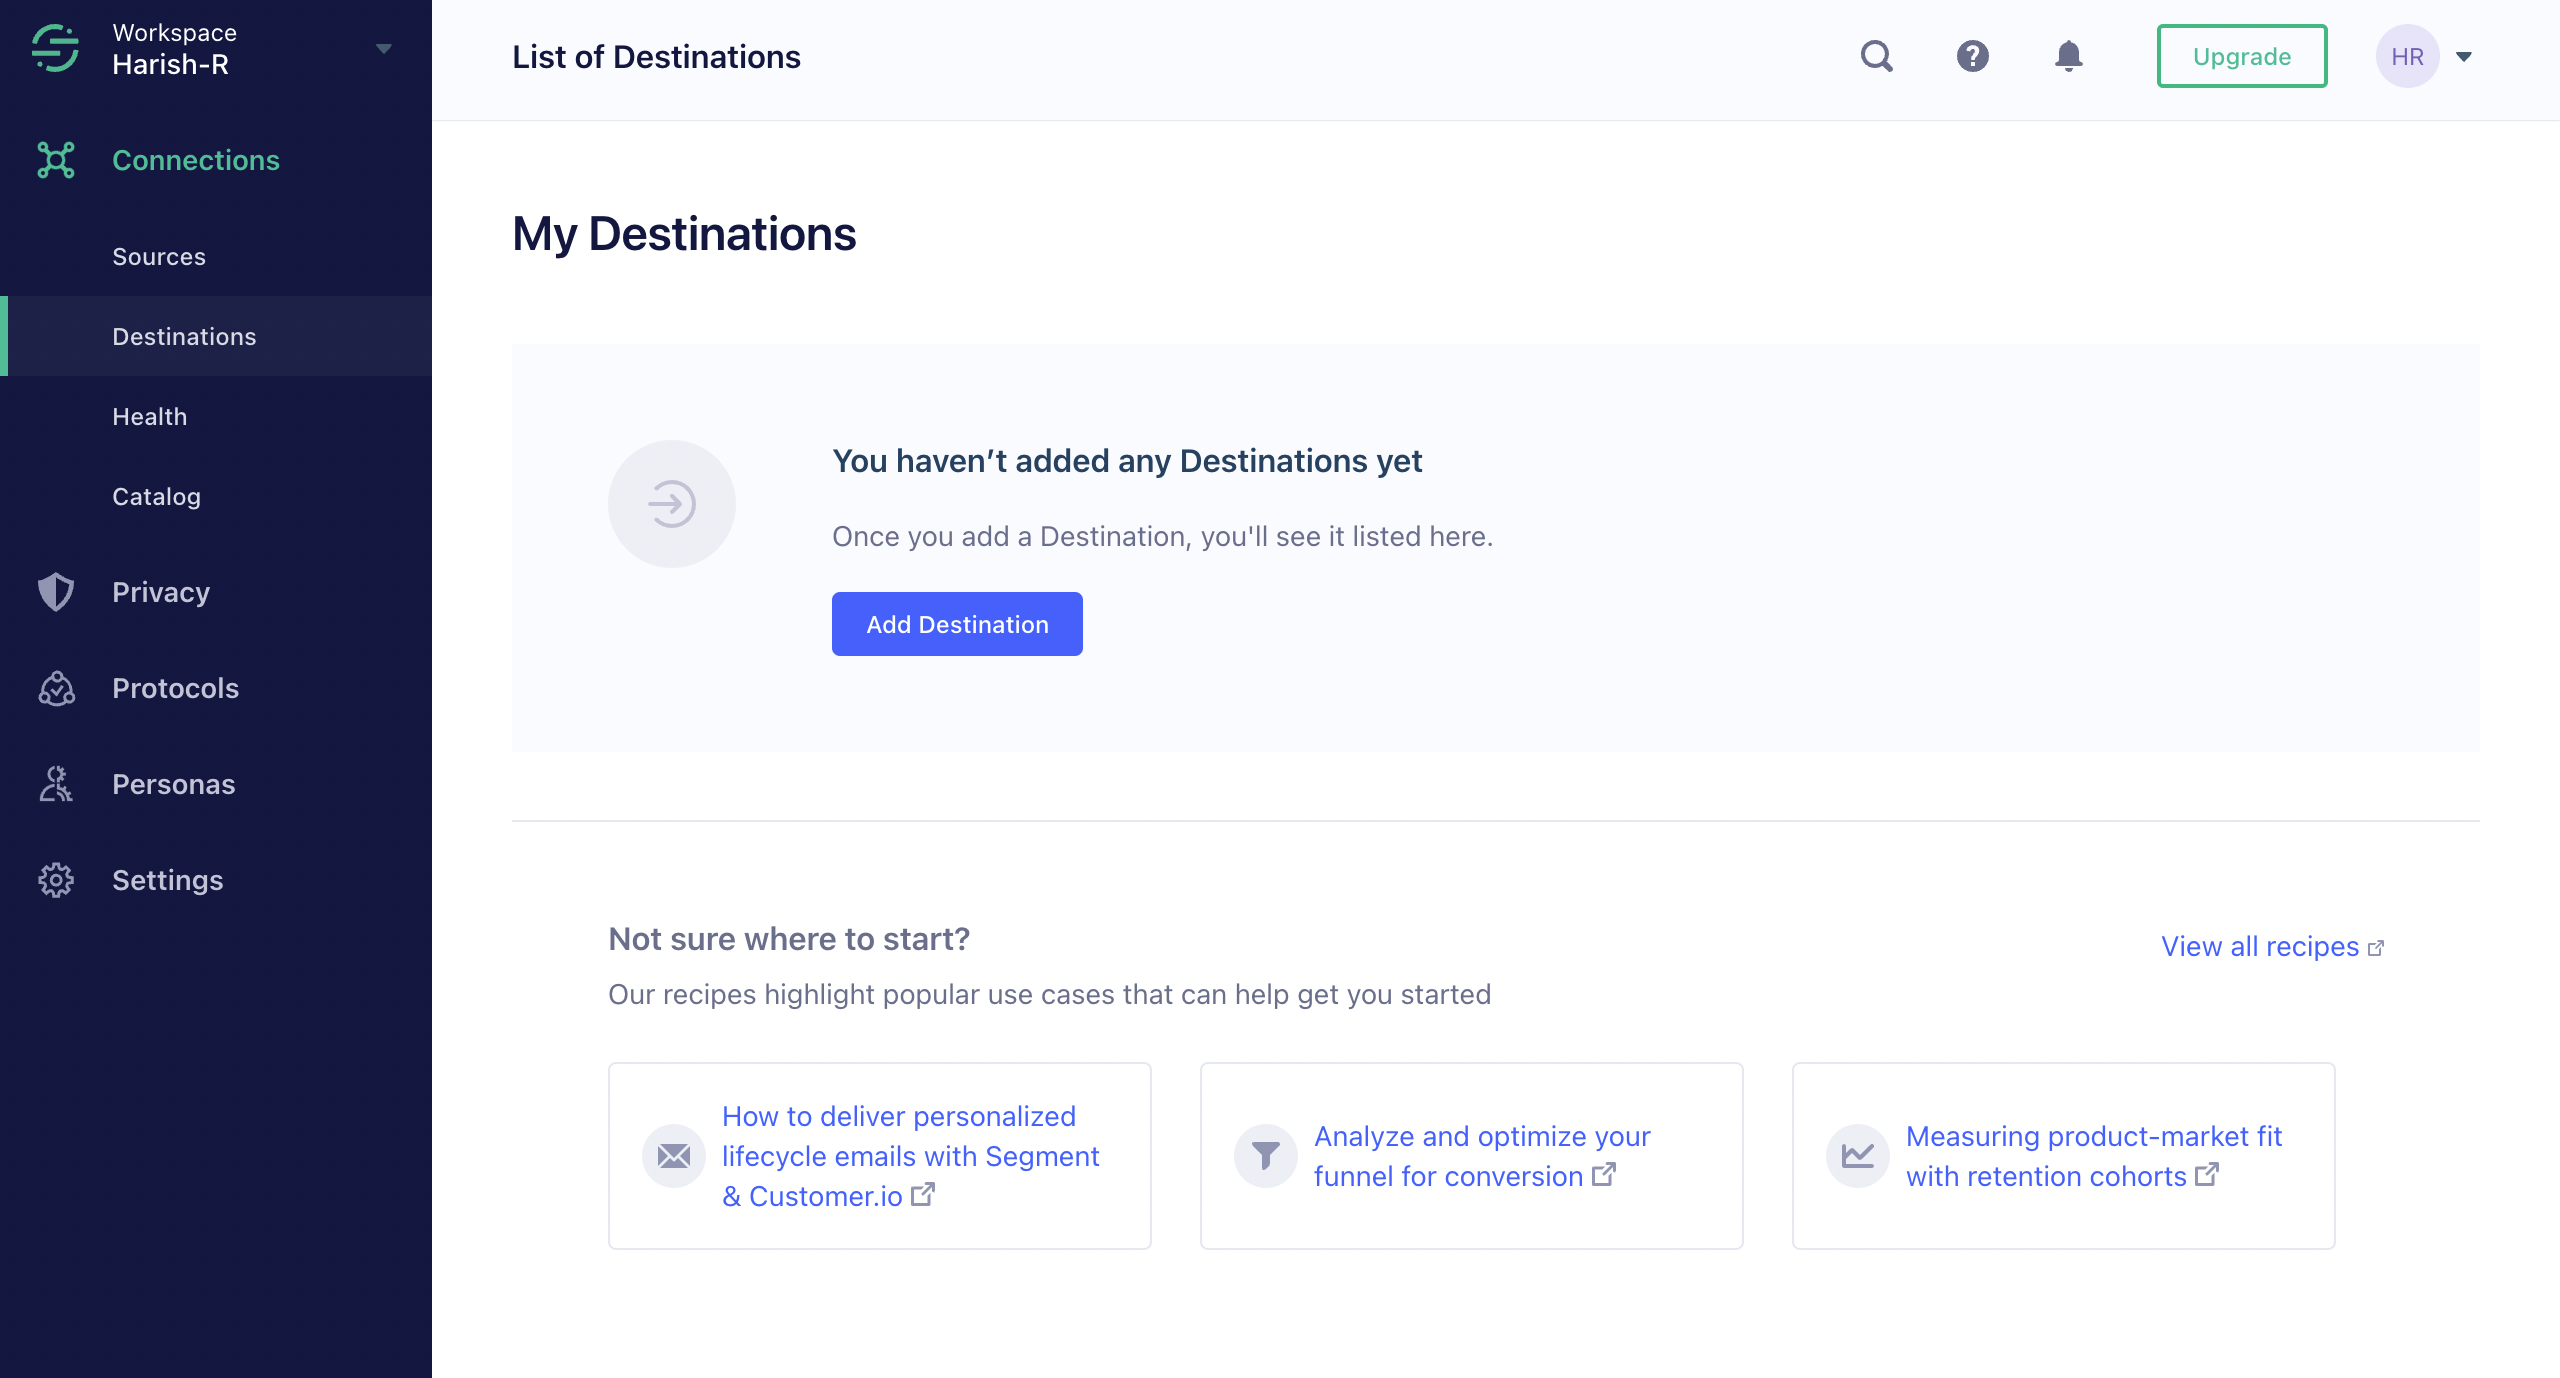 Workspace
Harish-R
Connections
Sources
Destinations
Health
Catalog
Privacy
Protocols
Personas
Settings
List of Destinations
Upgrade
HR
My Destinations
You haven’t added any Destinations yet
Once you add a Destination, you'll see it listed here.
Add Destination
Not sure where to start?
View all recipes
Our recipes highlight popular use cases that can help get you started
How to deliver personalized
lifecycle emails with Segment
& Customer.io
Analyze and optimize your
funnel for conversion
Measuring product-market fit
with retention cohorts